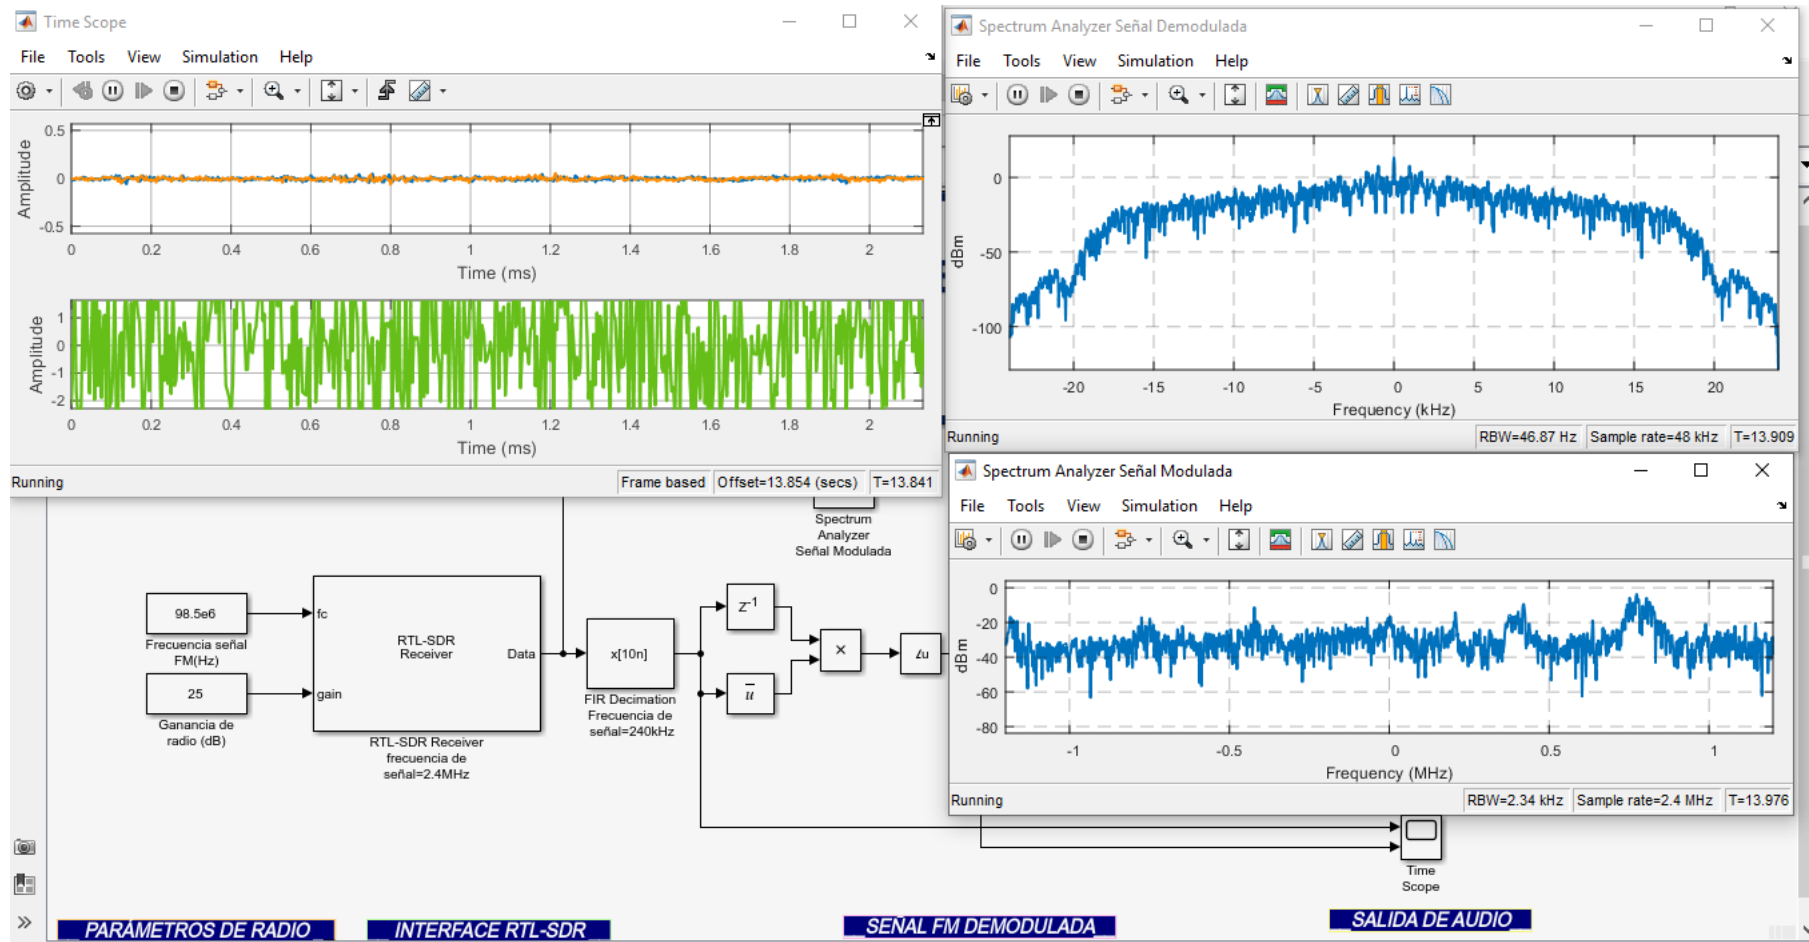 Time Scope
File Tools View Simulation Help
0.5
0
-0.5
Amplitude
0 0.2 0.4 0.6 0.8 1 1.2 1.4 1.6 1.8 2
Time (ms)
1
0
-1
-2
Amplitude
0 0.2 0.4 0.6 0.8 1 1.2 1.4 1.6 1.8 2
Time (ms)
Running Frame based Offset=13.854 (secs) T=13.841
Spectrum Analyzer Señal Demodulada
File Tools View Simulation Help
0
-50
-100
dBm
-20 -15 -10 -5 0 5 10 15 20
Frequency (kHz)
Running RBW=46.87 Hz Sample rate=48 kHz T=13.909
Spectrum Analyzer Señal Modulada
File Tools View Simulation Help
0
-20
-40
-60
-80
dBm
-1 -0.5 0 0.5 1
Frequency (MHz)
Running RBW=2.34 kHz Sample rate=2.4 MHz T=13.976
Spectrum
Analyzer
Señal Modulada
98.5e6
Frecuencia señal
FM(Hz)
25
Ganancia de
radio (dB)
fc
gain
RTL-SDR
Receiver
Data
RTL-SDR Receiver
frecuencia de
señal=2.4MHz
x[10n]
FIR Decimation
Frecuencia de
señal=240kHz
Z-1
u
×
∠u
Time
Scope
PARÁMETROS DE RADIO
INTERFACE RTL-SDR
SEÑAL FM DEMODULADA
SALIDA DE AUDIO